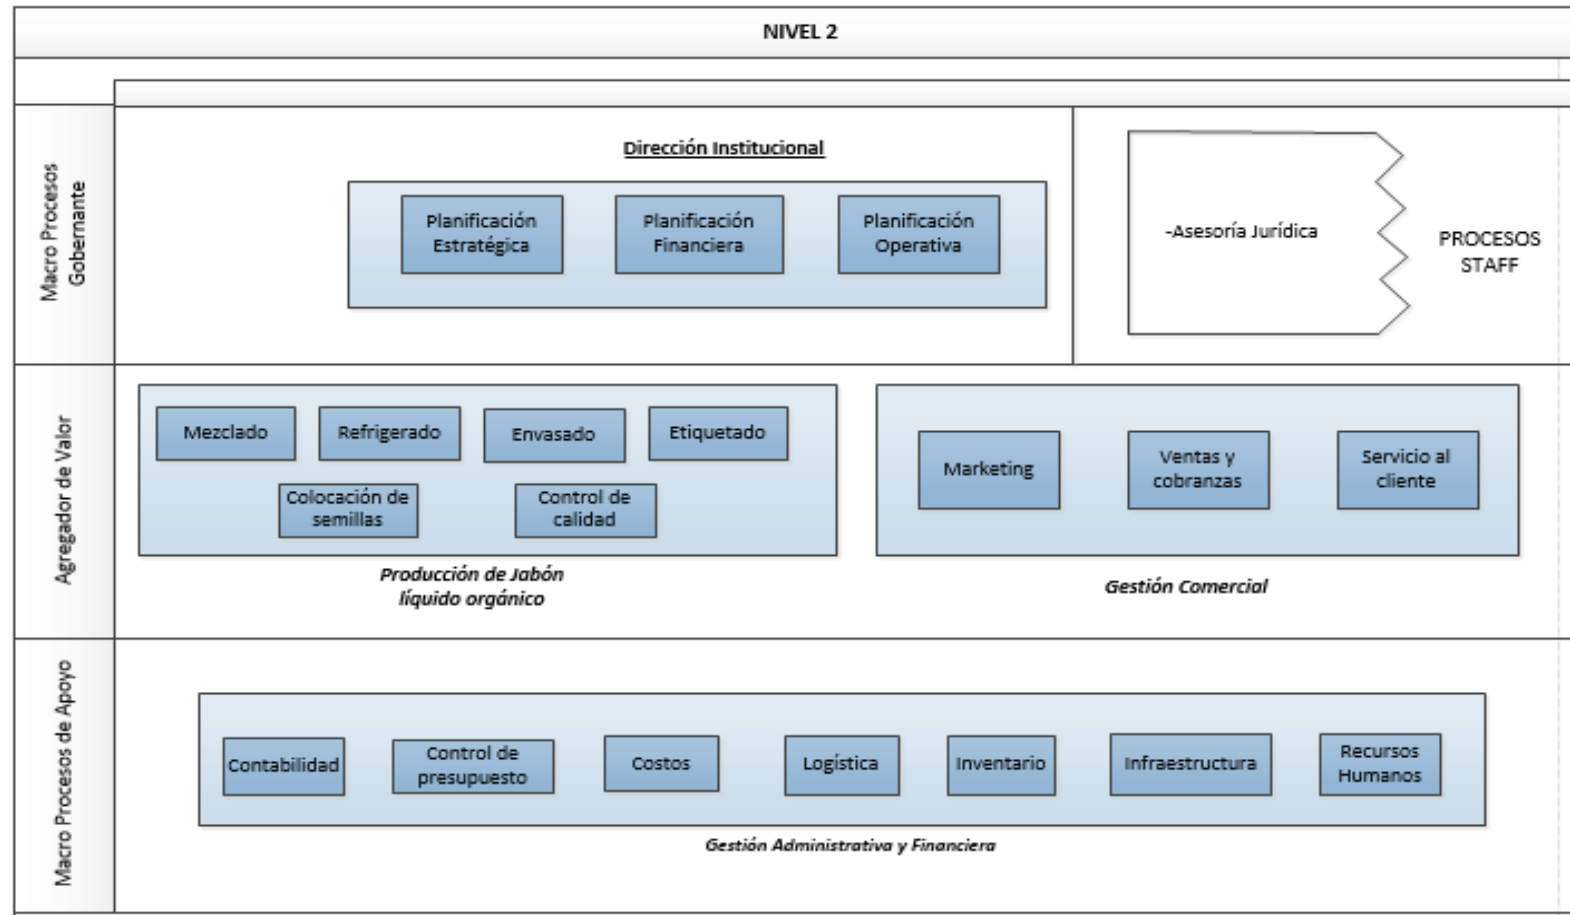 NIVEL 2
Macro Procesos
Gobernante
Dirección Institucional
Planificación
Estratégica
Planificación
Financiera
Planificación
Operativa
-Asesoría Jurídica
PROCESOS
STAFF
Agregador de Valor
Mezclado
Refrigerado
Envasado
Etiquetado
Colocación de
semillas
Control de
calidad
Producción de Jabón
líquido orgánico
Marketing
Ventas y
cobranzas
Servicio al
cliente
Gestión Comercial
Macro Procesos de Apoyo
Contabilidad
Control de
presupuesto
Costos
Logística
Inventario
Infraestructura
Recursos
Humanos
Gestión Administrativa y Financiera